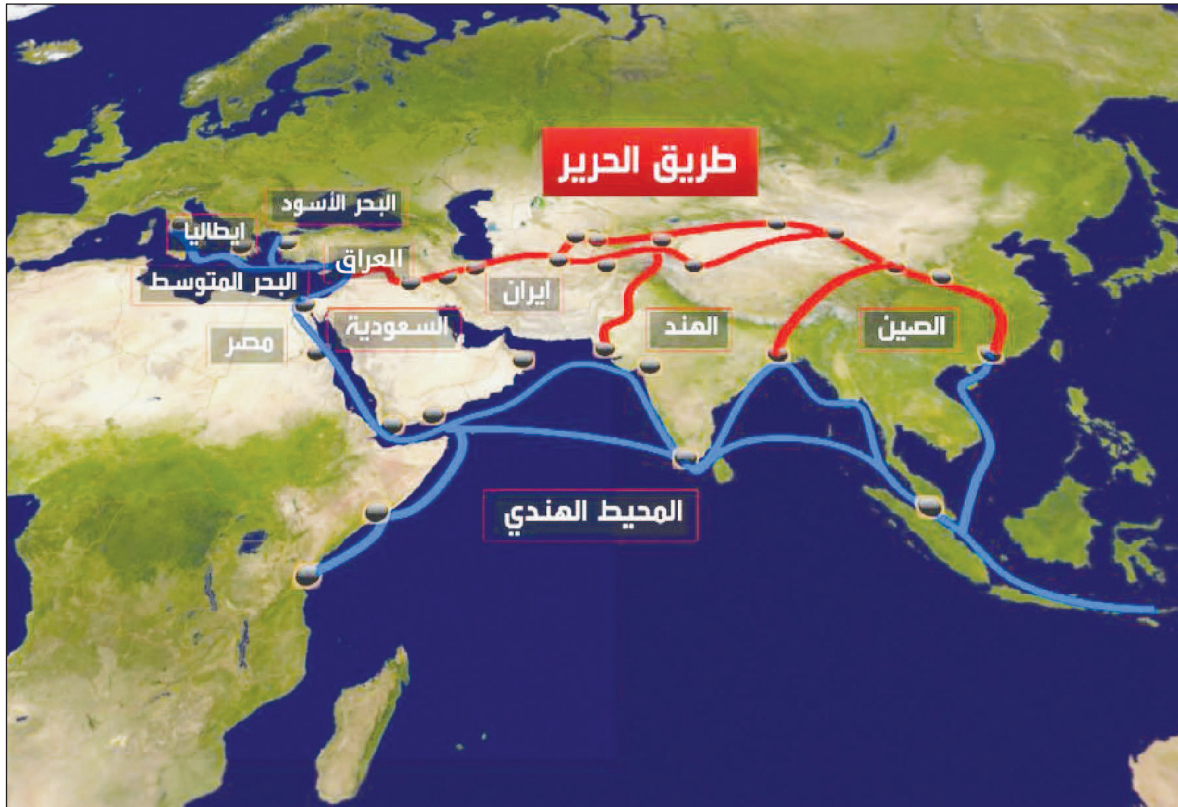 طريق الحرير
البحر الأسود
ايطاليا
العراق
البحر المتوسط
ايران
السعودية
مصر
الهند
الصين
المحيط الهندي